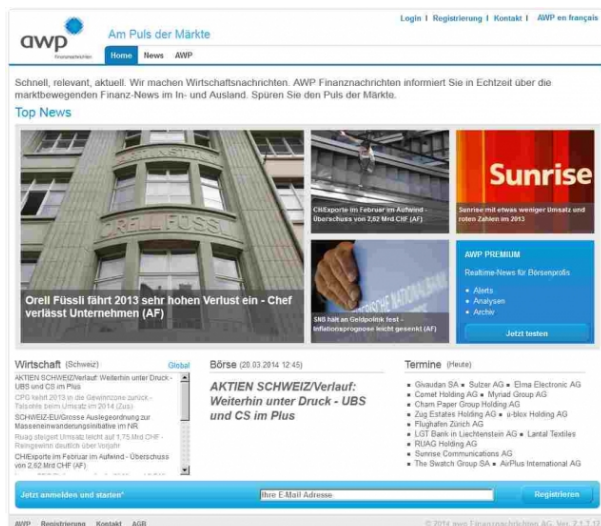 Login I Registrierung I Kontakt I AWP en français
awp
Finanznachrichten
Am Puls der Märkte
Home News AWP
Schnell, relevant, aktuell. Wir machen Wirtschaftsnachrichten. AWP Finanznachrichten informiert Sie in Echtzeit über die
marktbewegenden Finanz-News im In- und Ausland. Spüren Sie den Puls der Märkte.
Top News
ORELL FÜSSLI
Orell Füssli fährt 2013 sehr hohen Verlust ein - Chef
verlässt Unternehmen (AF)
CH/Exporte im Februar im Aufwind -
Überschuss von 2,62 Mrd CHF (AF)
Sunrise
Sunrise mit etwas weniger Umsatz und
roten Zahlen im 2013
NATIONALBANK
SNB hält an Geldpolitik fest -
Inflationsprognose leicht gesenkt (AF)
AWP PREMIUM
Realtime-News für Börsenprofis
• Alerts
• Analysen
• Archiv
Jetzt testen
Wirtschaft (Schweiz) Global
AKTIEN SCHWEIZ/Verlauf: Weiterhin unter Druck -
UBS und CS im Plus
CPG kehrt 2013 in die Gewinnzone zurück -
Talsohle beim Umsatz im 2014 (Zus)
SCHWEIZ-EU/Grosse Auslegeordnung zur
Masseneinwanderungsinitiative im NR
Ruag steigert Umsatz leicht auf 1,75 Mrd CHF -
Reingewinn deutlich über Vorjahr
CH/Exporte im Februar im Aufwind - Überschuss
von 2,62 Mrd CHF (AF)
Börse (20.03.2014 12:45)
AKTIEN SCHWEIZ/Verlauf:
Weiterhin unter Druck - UBS
und CS im Plus
Termine (Heute)
Givaudan SA Sulzer AG Elma Electronic AG
Comet Holding AG Myriad Group AG
Cham Paper Group Holding AG
Zug Estates Holding AG u-blox Holding AG
Flughafen Zürich AG
LGT Bank in Liechtenstein AG Lantal Textiles
RUAG Holding AG
Sunrise Communications AG
The Swatch Group SA AirPlus International AG
Jetzt anmelden und starten* Ihre E-Mail Adresse Registrieren
AWP Registrierung Kontakt AGB © 2014 awp Finanznachrichten AG, Ver. 2.1.7.12